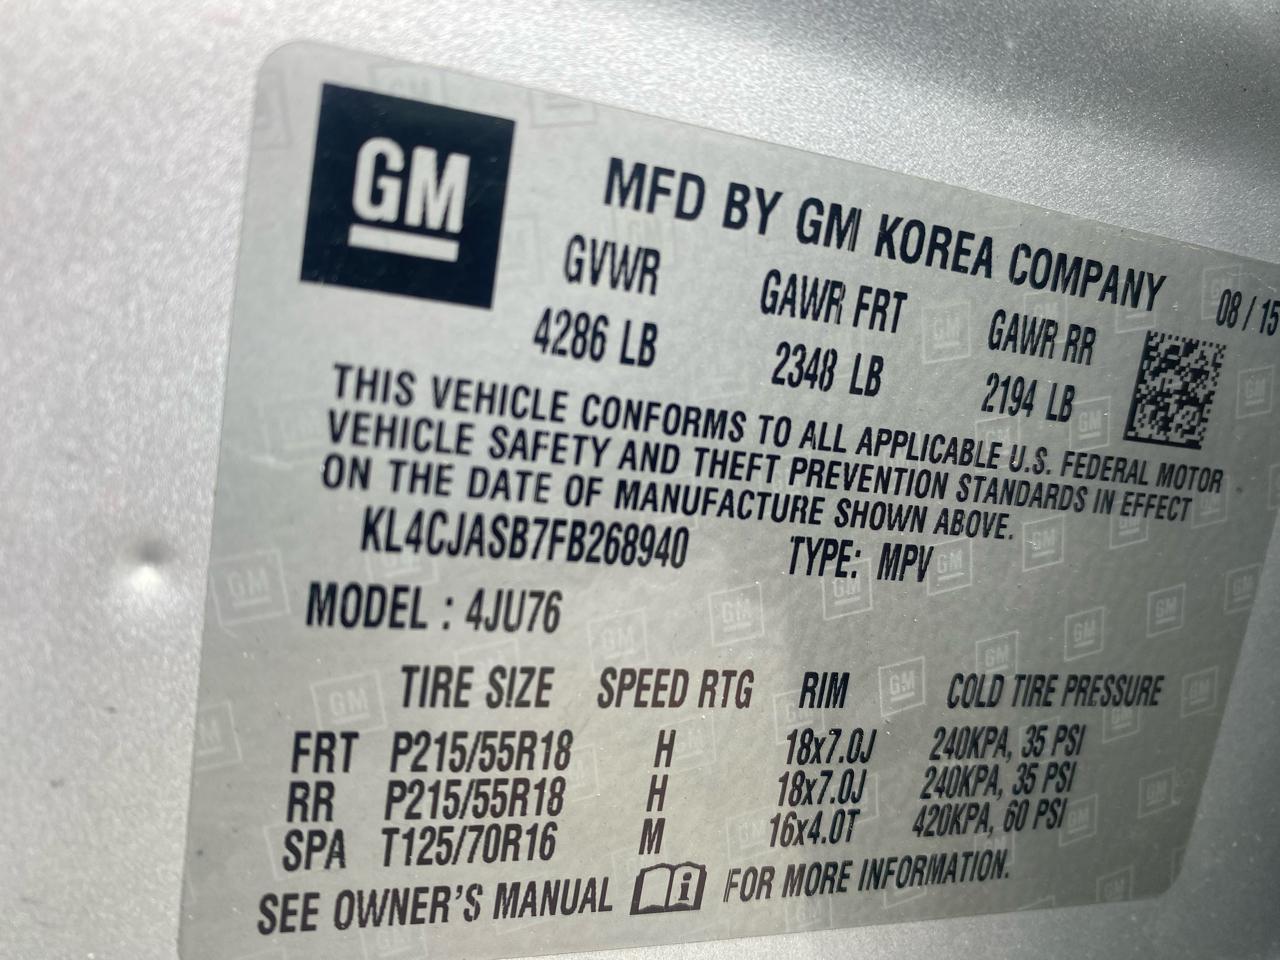 GM
MFD BY GM KOREA COMPANY 08/15
GVWR GAWR FRT GAWR RR
4286 LB 2348 LB 2194 LB
THIS VEHICLE CONFORMS TO ALL APPLICABLE U.S. FEDERAL MOTOR
VEHICLE SAFETY AND THEFT PREVENTION STANDARDS IN EFFECT
ON THE DATE OF MANUFACTURE SHOWN ABOVE.
KL4CJASB7FB268940 TYPE: MPV
MODEL : 4JU76
TIRE SIZE SPEED RTG RIM COLD TIRE PRESSURE
FRT P215/55R18 H 18x7.0J 240KPA, 35 PSI
RR P215/55R18 H 18x7.0J 240KPA, 35 PSI
SPA T125/70R16 M 16x4.0T 420KPA, 60 PSI
SEE OWNER'S MANUAL i FOR MORE INFORMATION.